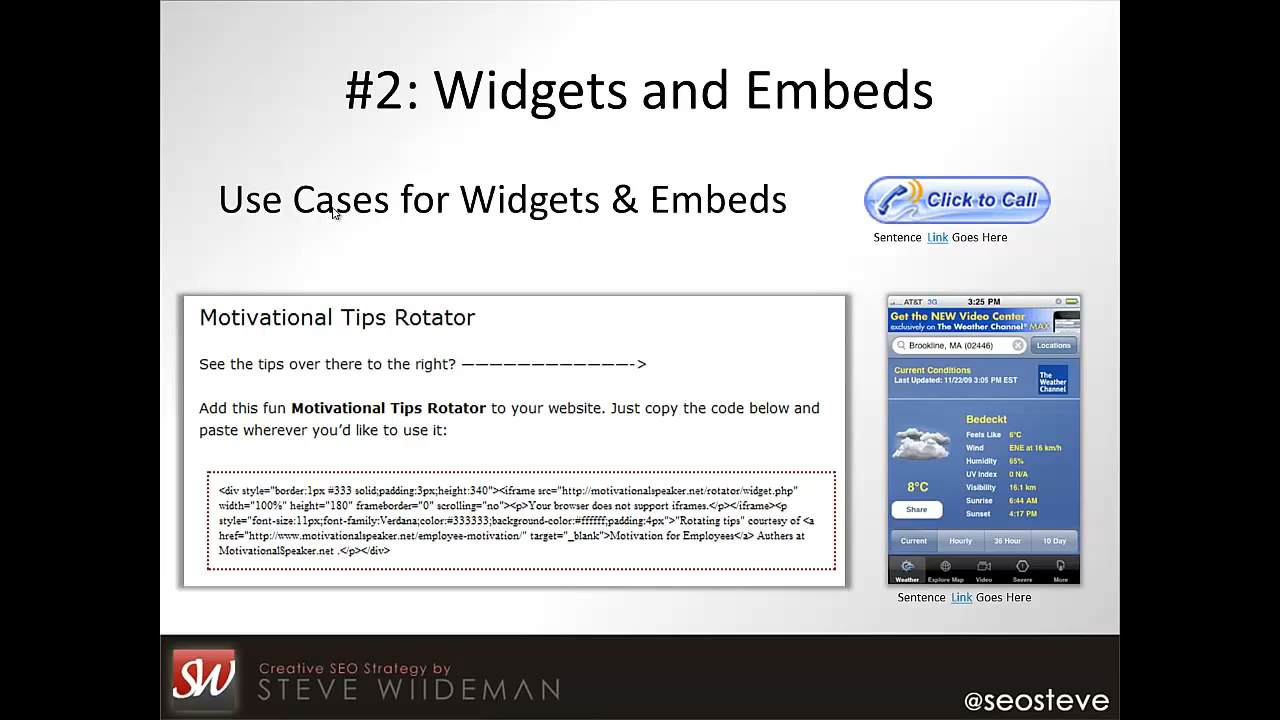 #2: Widgets and Embeds
Use Cases for Widgets & Embeds
Click to Call
Sentence Link Goes Here
Motivational Tips Rotator
See the tips over there to the right? ————————————->
Add this fun Motivational Tips Rotator to your website. Just copy the code below and
paste wherever you’d like to use it:
<div style="border:1px #333 solid;padding:3px;height:340"><iframe src="http://motivationalspeaker.net/rotator/widget.php"
width="100%" height="180" frameborder="0" scrolling="no"><p>Your browser does not support iframes.</p></iframe><p
style="font-size:11px;font-family:Verdana;color:#333333;background-color:#ffffff;padding:4px">"Rotating tips" courtesy of <a
href="http://www.motivationalspeaker.net/employee-motivation/" target="_blank">Motivation for Employees</a> Authers at
MotivationalSpeaker.net .</p></div>
AT&T 3G 3:25 PM
Get the NEW Video Center
exclusively on The Weather Channel MAX
Brookline, MA (02446) Locations
Current Conditions
Last Updated: 11/22/09 3:05 PM EST
The
Weather
Channel
Bedeckt
Feels Like 6°C
Wind ENE at 16 km/h
Humidity 65%
UV Index 0 N/A
Visibility 16.1 km
Sunrise 6:44 AM
Sunset 4:17 PM
8°C
Share
Current Hourly 36 Hour 10 Day
Weather Explore Map Video Severe More
Sentence Link Goes Here
SW
Creative SEO Strategy by
STEVE WIIDEMAN
@seosteve